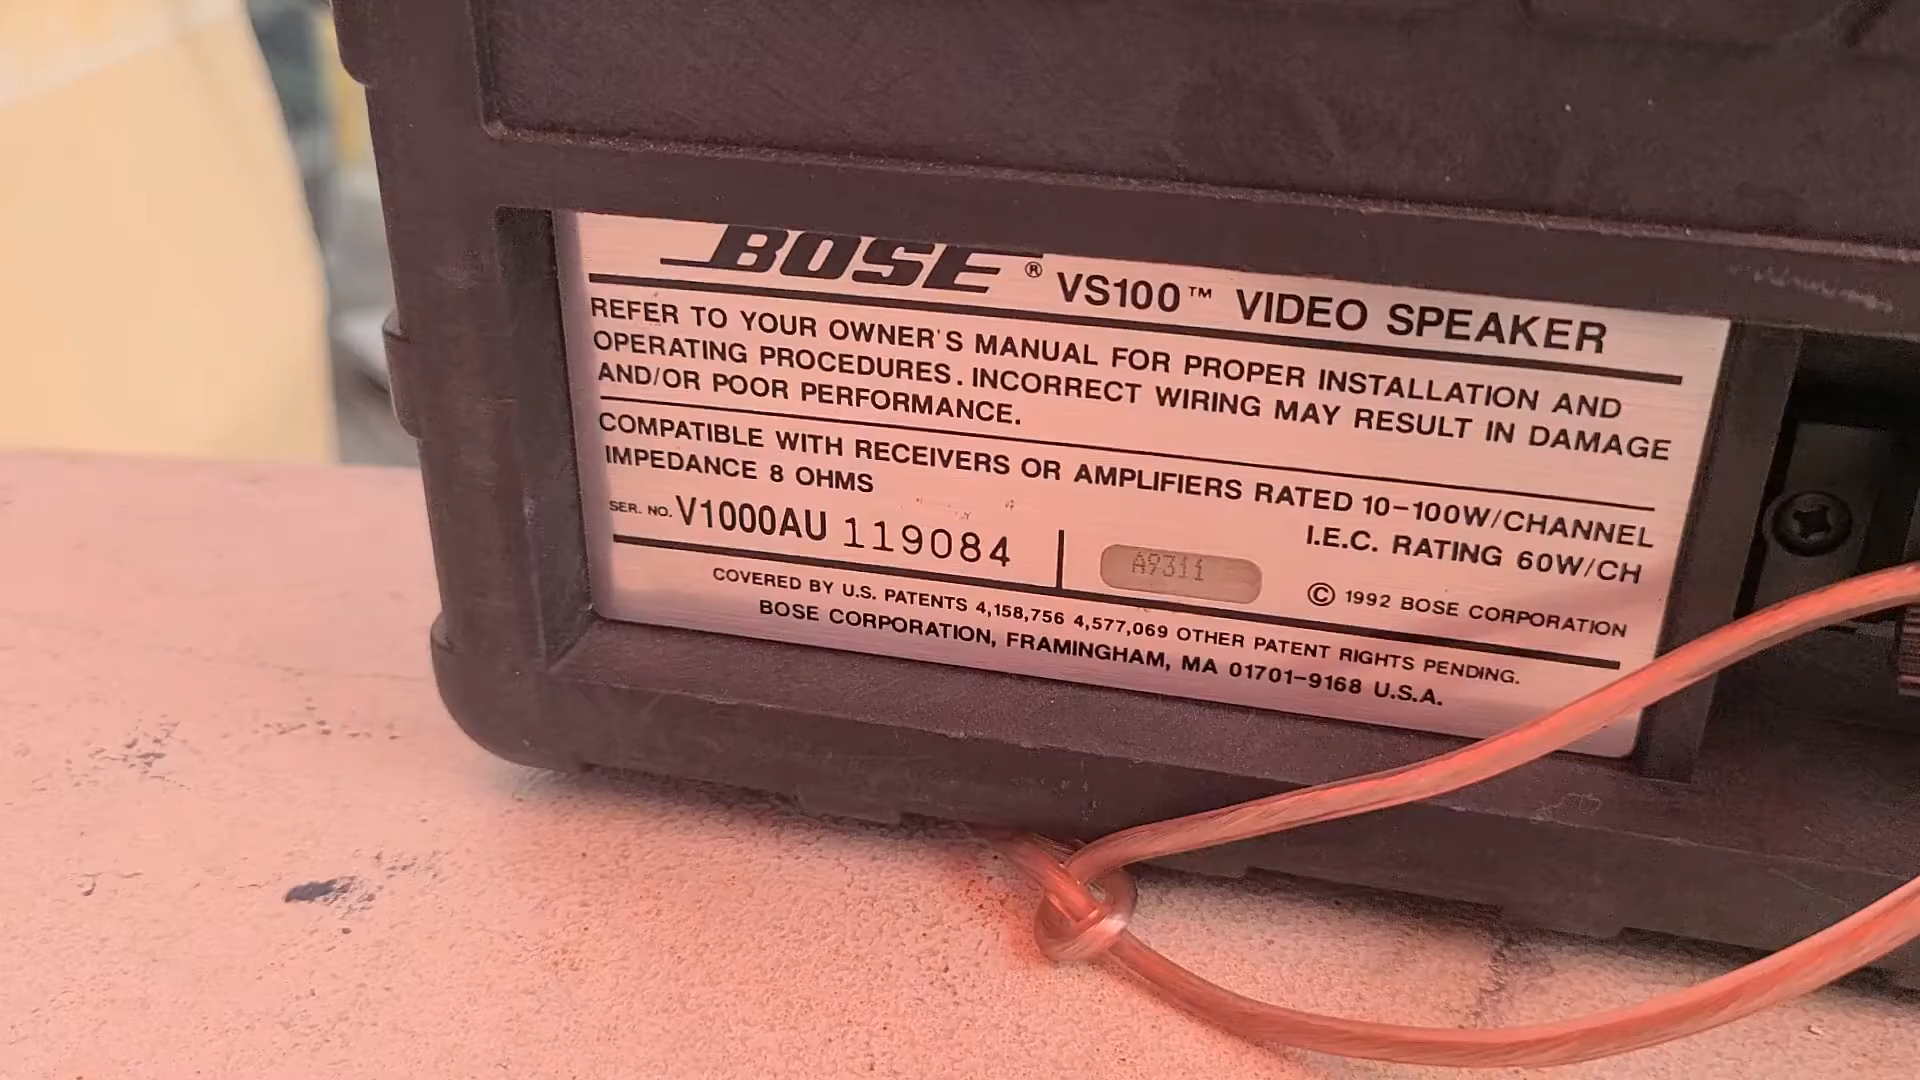 BOSE® VS100™ VIDEO SPEAKER
REFER TO YOUR OWNER'S MANUAL FOR PROPER INSTALLATION AND
OPERATING PROCEDURES. INCORRECT WIRING MAY RESULT IN DAMAGE
AND/OR POOR PERFORMANCE.
COMPATIBLE WITH RECEIVERS OR AMPLIFIERS RATED 10-100W/CHANNEL
IMPEDANCE 8 OHMS
I.E.C. RATING 60W/CH
SER. NO. V1000AU 119084
A9311
© 1992 BOSE CORPORATION
COVERED BY U.S. PATENTS 4,158,756 4,577,069 OTHER PATENT RIGHTS PENDING.
BOSE CORPORATION, FRAMINGHAM, MA 01701-9168 U.S.A.